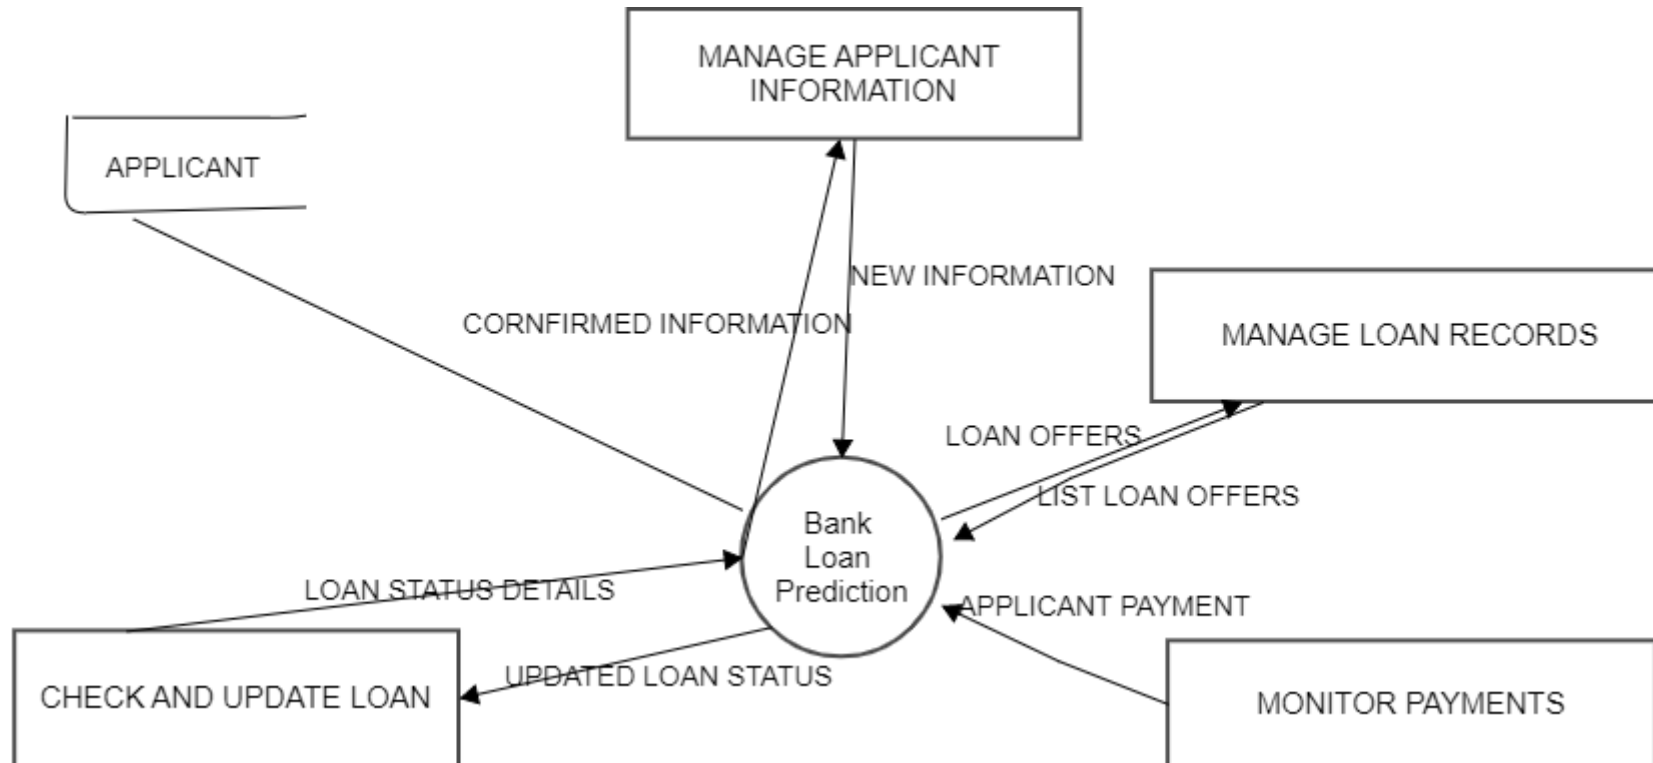 MANAGE APPLICANT
INFORMATION
APPLICANT
NEW INFORMATION
CORNFIRMED INFORMATION
MANAGE LOAN RECORDS
LOAN OFFERS
LIST LOAN OFFERS
Bank
Loan
Prediction
LOAN STATUS DETAILS
APPLICANT PAYMENT
UPDATED LOAN STATUS
CHECK AND UPDATE LOAN
MONITOR PAYMENTS